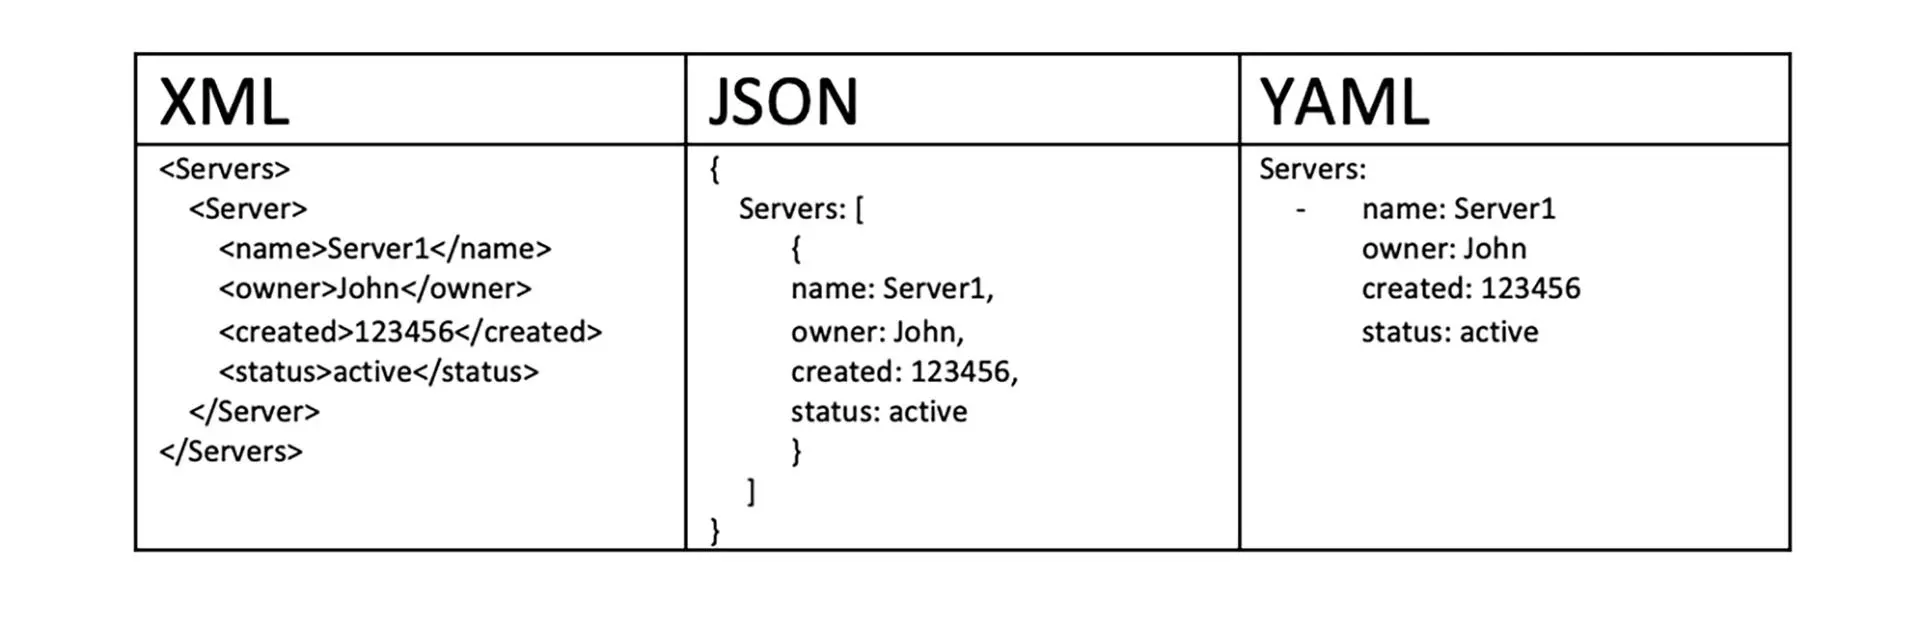 XML
<Servers>
<Server>
<name>Server1</name>
<owner>John</owner>
<created>123456</created>
<status>active</status>
</Server>
</Servers>
JSON
{
Servers: [
{
name: Server1,
owner: John,
created: 123456,
status: active
}
]
}
YAML
Servers:
- name: Server1
owner: John
created: 123456
status: active